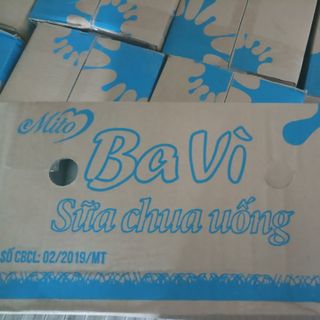 Mito
Ba Vì
Sữa chua uống
SỐ CBCL: 02/2019/MT